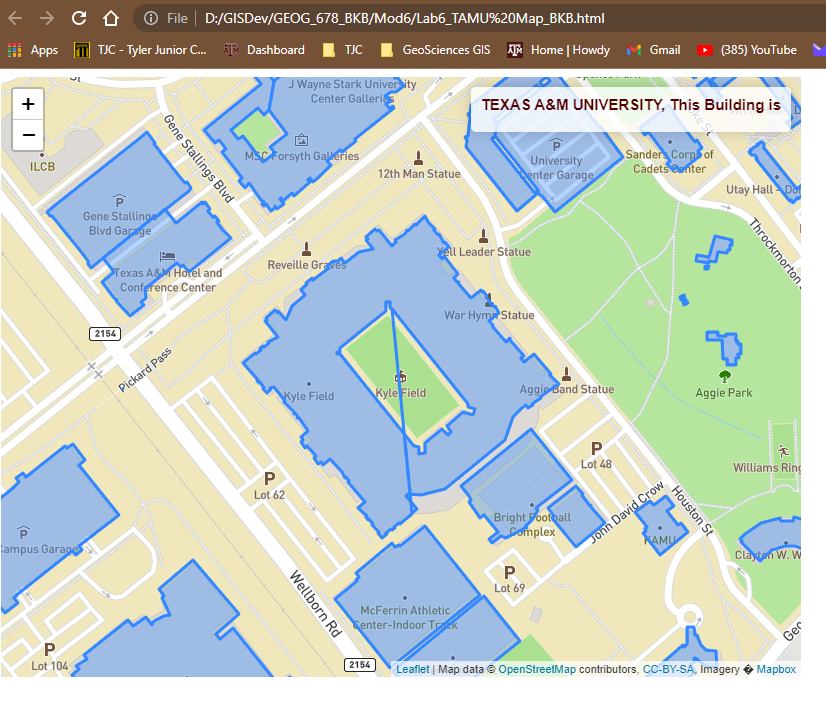 File | D:/GISDev/GEOG_678_BKB/Mod6/Lab6_TAMU%20Map_BKB.html
Apps TJC - Tyler Junior C... Dashboard TJC GeoSciences GIS Home | Howdy Gmail (385) YouTube
+
−
TEXAS A&M UNIVERSITY, This Building is
J Wayne Stark University
Center Galleries
Gene Stallings Blvd
MSC Forsyth Galleries
ILCB
12th Man Statue
P
University
Center Garage
Sanders Corps of
Cadets Center
Utay Hall - Do
P
Gene Stallings
Blvd Garage
Throckmorton
Texas A&M Hotel and
Conference Center
Reveille Graves
Yell Leader Statue
War Hymn Statue
2154
Pickard Pass
Kyle Field
Kyle Field
Aggie Band Statue
Aggie Park
P
Lot 48
Williams Ring
P
Lot 62
John David Crow
Houston St
Bright Football
Complex
KAMU
P
Campus Garage
Clayton W. W
P
Lot 69
Wellborn Rd
McFerrin Athletic
Center-Indoor Track
P
Lot 104
2154
Geo
Leaflet | Map data © OpenStreetMap contributors, CC-BY-SA, Imagery � Mapbox